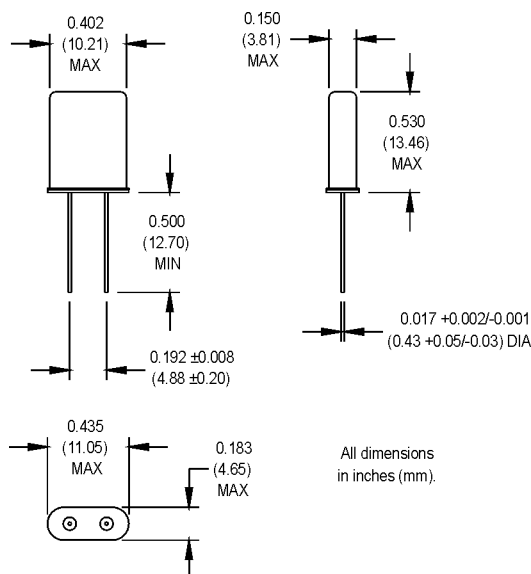 0.402
(10.21)
MAX
0.150
(3.81)
MAX
0.530
(13.46)
MAX
0.500
(12.70)
MIN
0.017 +0.002/-0.001
(0.43 +0.05/-0.03) DIA
0.192 ±0.008
(4.88 ±0.20)
0.435
(11.05)
MAX
0.183
(4.65)
MAX
All dimensions
in inches (mm).